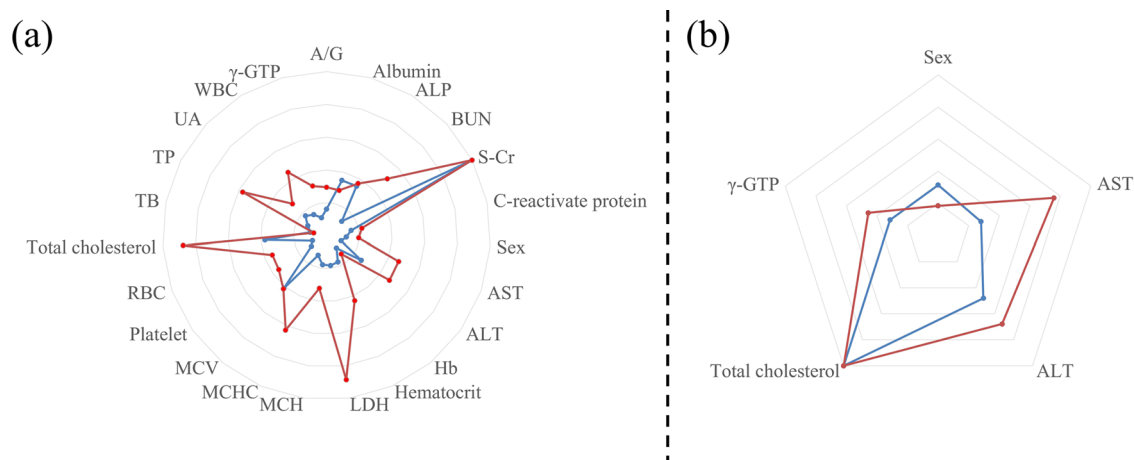 (a)
A/G
Albumin
ALP
BUN
S-Cr
C-reactivate protein
Sex
AST
ALT
Hb
Hematocrit
LDH
MCH
MCHC
MCV
Platelet
RBC
Total cholesterol
TB
TP
UA
WBC
γ-GTP
(b)
Sex
AST
ALT
Total cholesterol
γ-GTP